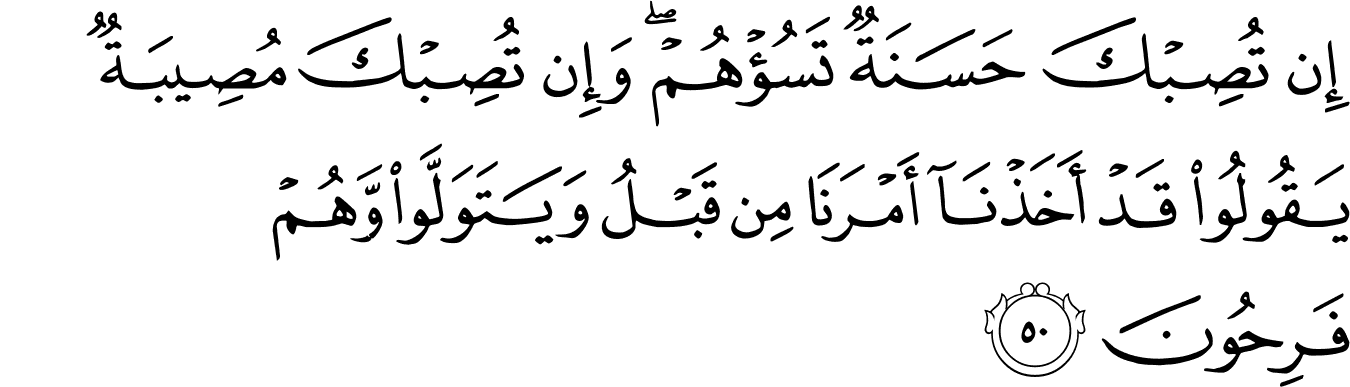 إِن تُصِبْكَ حَسَنَةٌ تَسُؤْهُمْ ۖ وَإِن تُصِبْكَ مُصِيبَةٌ
يَقُولُوا۟ قَدْ أَخَذْنَآ أَمْرَنَا مِن قَبْلُ وَيَتَوَلَّوا۟ وَّهُمْ
فَرِحُونَ ٥٠